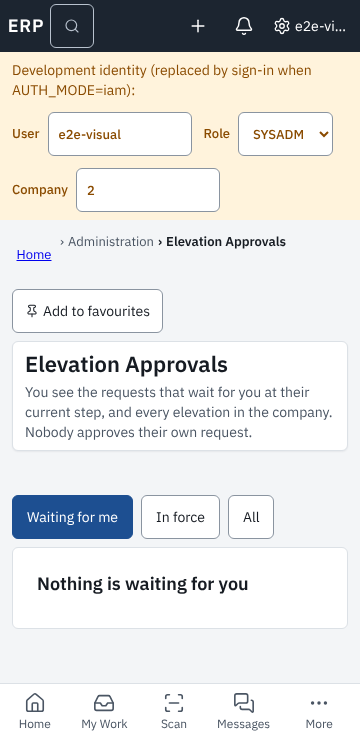 ERP
e2e-vi...
Development identity (replaced by sign-in when
AUTH_MODE=iam):
User e2e-visual Role SYSADM
Company 2
Home › Administration › Elevation Approvals
Add to favourites
Elevation Approvals
You see the requests that wait for you at their
current step, and every elevation in the company.
Nobody approves their own request.
Waiting for me In force All
Nothing is waiting for you
Home My Work Scan Messages More